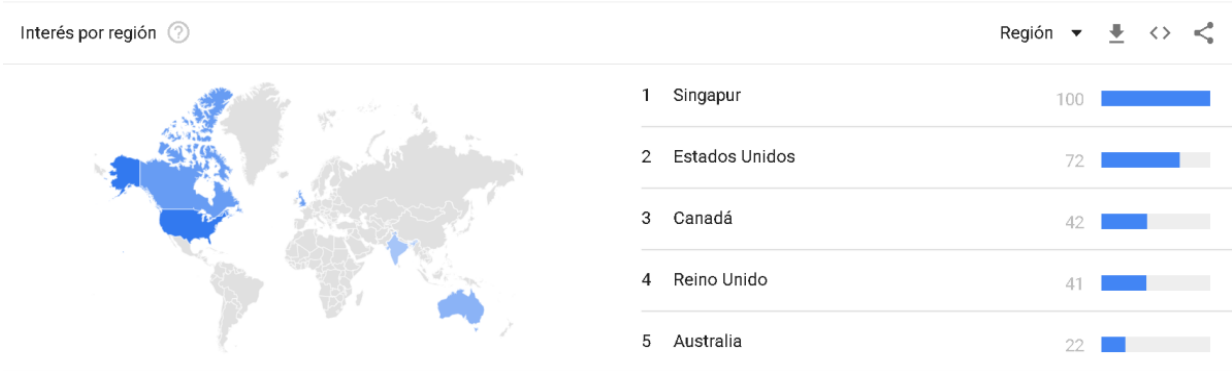 Interés por región
Región
1 Singapur 100
2 Estados Unidos 72
3 Canadá 42
4 Reino Unido 41
5 Australia 22